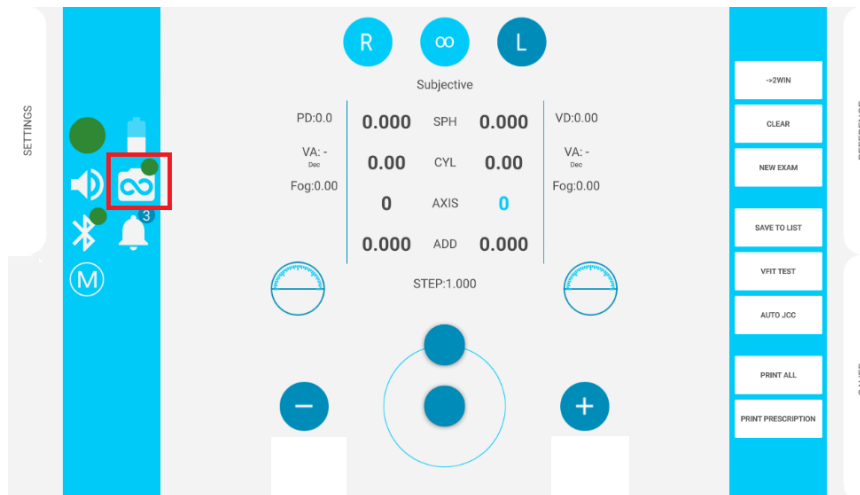 SETTINGS
3
M
R
∞
L
Subjective
PD:0.0
0.000 SPH 0.000
VD:0.00
VA: -
Dec
0.00 CYL 0.00
VA: -
Dec
Fog:0.00
Fog:0.00
0 AXIS 0
0.000 ADD 0.000
STEP:1.000
−
+
->2WIN
CLEAR
NEW EXAM
SAVE TO LIST
VFIT TEST
AUTO JCC
PRINT ALL
PRINT PRESCRIPTION